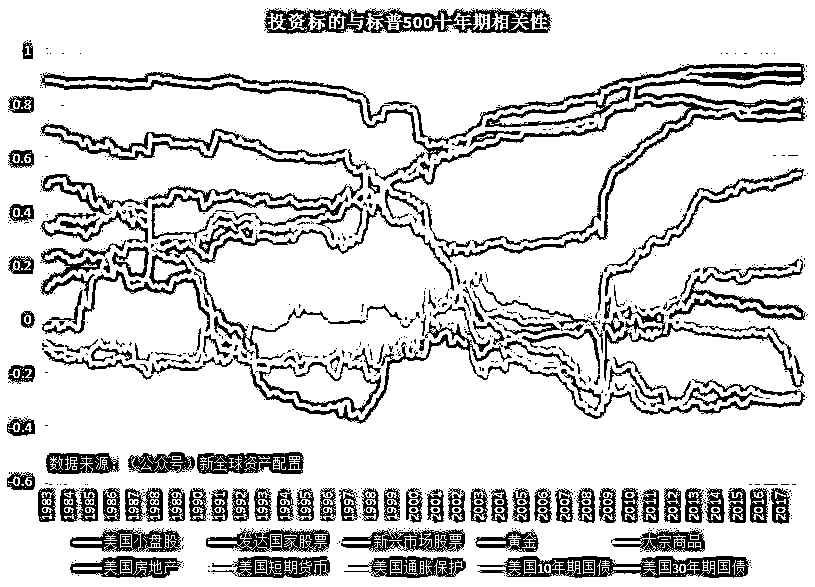 投资标的与标普500十年期相关性
1
0.8
0.6
0.4
0.2
0
-0.2
-0.4
-0.6
数据来源：（公众号）新全球资产配置
1983 1984 1985 1986 1987 1988 1989 1990 1991 1992 1993 1994 1995 1996 1997 1998 1999 2000 2001 2002 2003 2004 2005 2006 2007 2008 2009 2010 2011 2012 2013 2014 2015 2016 2017
美国小盘股 发达国家股票 新兴市场股票 黄金 大宗商品
美国房地产 美国短期货币 美国通胀保护 美国10年期国债 美国30年期国债